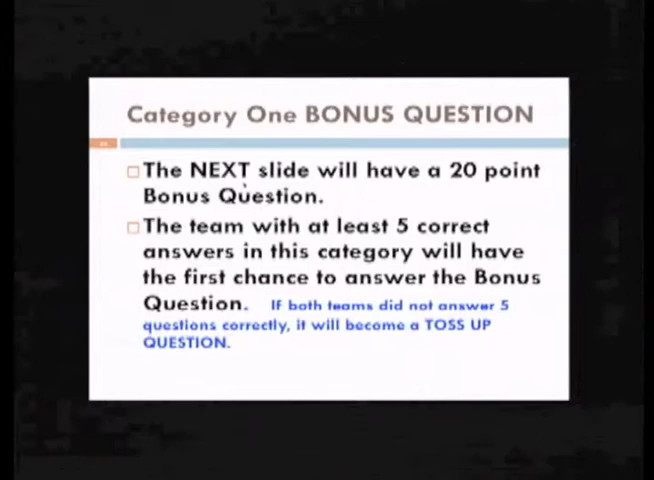 Category One BONUS QUESTION
The NEXT slide will have a 20 point
Bonus Question.
The team with at least 5 correct
answers in this category will have
the first chance to answer the Bonus
Question. If both teams did not answer 5
questions correctly, it will become a TOSS UP
QUESTION.